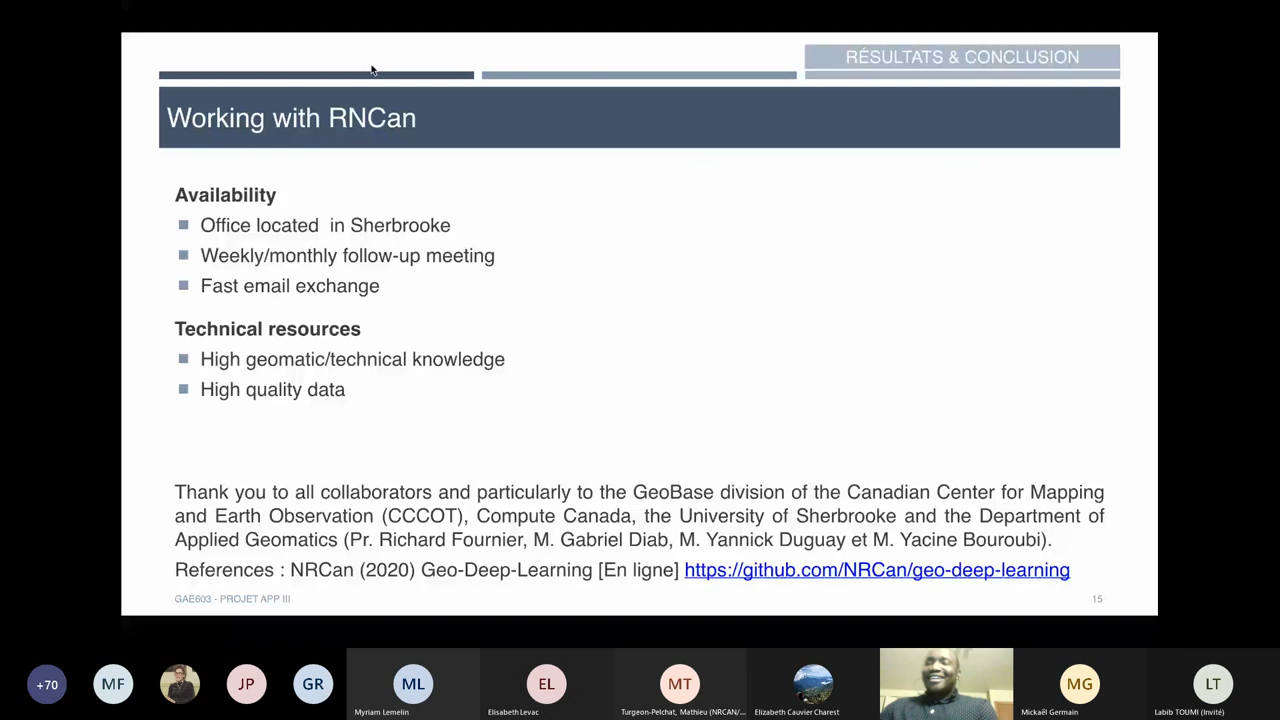 RÉSULTATS & CONCLUSION
Working with RNCan
Availability
Office located  in Sherbrooke
Weekly/monthly follow-up meeting
Fast email exchange
Technical resources
High geomatic/technical knowledge
High quality data
Thank you to all collaborators and particularly to the GeoBase division of the Canadian Center for Mapping
and Earth Observation (CCCOT), Compute Canada, the University of Sherbrooke and the Department of
Applied Geomatics (Pr. Richard Fournier, M. Gabriel Diab, M. Yannick Duguay et M. Yacine Bouroubi).
References : NRCan (2020) Geo-Deep-Learning [En ligne] https://github.com/NRCan/geo-deep-learning
GAE603 - PROJET APP III
15
+70
MF
JP
GR
ML
EL
MT
MG
LT
Myriam Lemelin
Elisabeth Levac
Turgeon-Pelchat, Mathieu (NRCAN/...
Elizabeth Cauvier Charest
Mickaël Germain
Labib TOUMI (Invité)